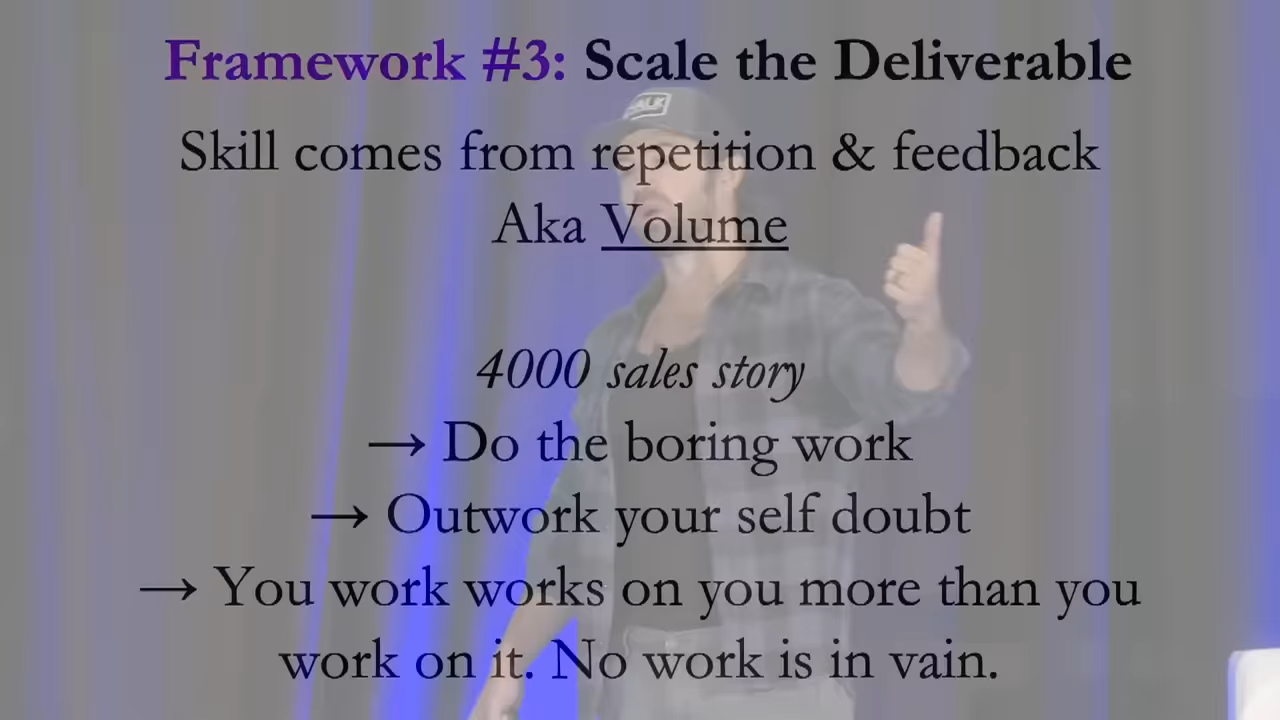 Framework #3: Scale the Deliverable
Skill comes from repetition & feedback
Aka Volume
4000 sales story
→ Do the boring work
→ Outwork your self doubt
→ You work works on you more than you
work on it. No work is in vain.